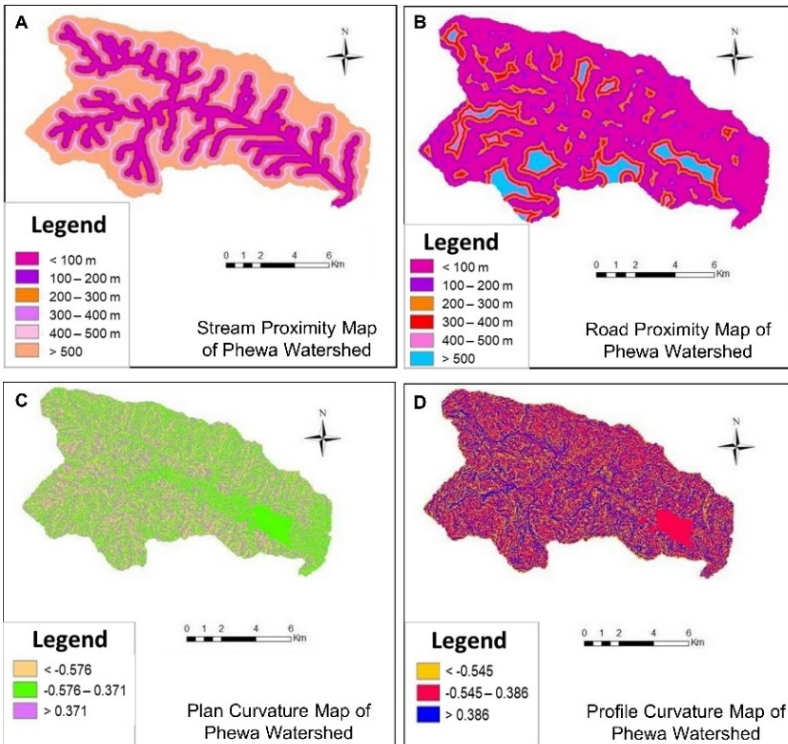 A
N
Legend
< 100 m
100 – 200 m
200 – 300 m
300 – 400 m
400 – 500 m
> 500
0 1 2 4 6
Km
Stream Proximity Map
of Phewa Watershed
B
N
Legend
< 100 m
100 – 200 m
200 – 300 m
300 – 400 m
400 – 500 m
> 500
0 1 2 4 6
Km
Road Proximity Map of
Phewa Watershed
C
N
Legend
< -0.576
-0.576 – 0.371
> 0.371
0 1 2 4 6
Km
Plan Curvature Map of
Phewa Watershed
D
N
Legend
< -0.545
-0.545 – 0.386
> 0.386
0 1 2 4 6
Km
Profile Curvature Map of
Phewa Watershed